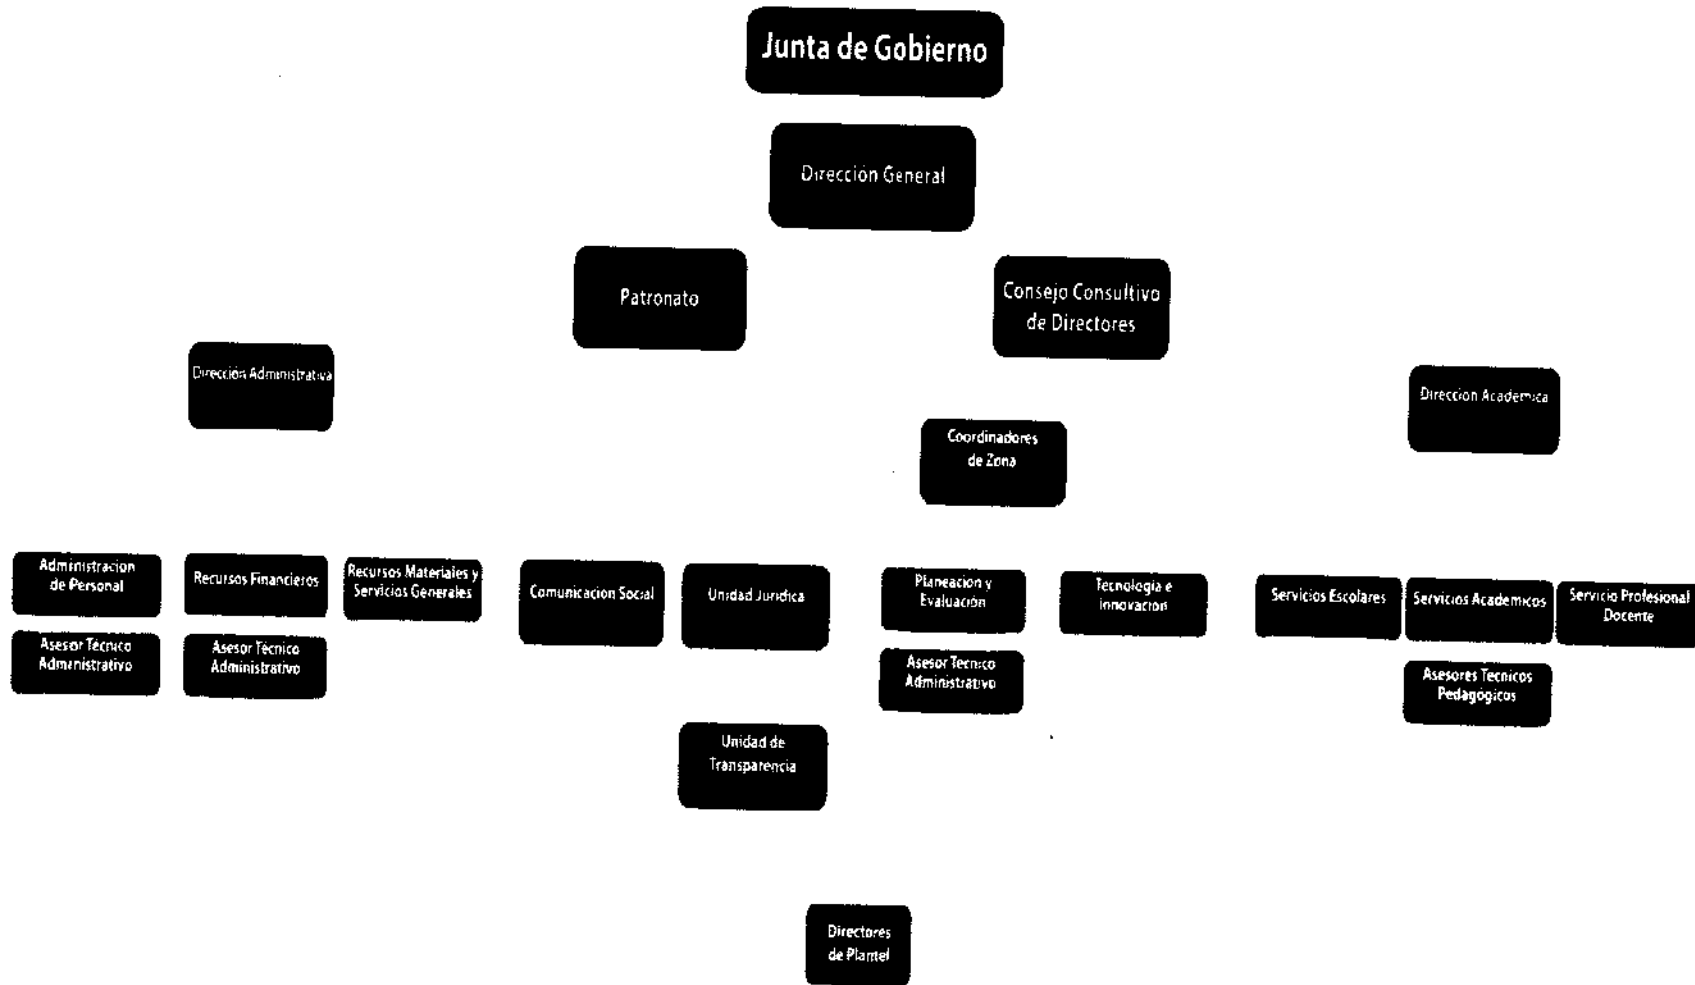 Junta de Gobierno
Dirección General
Patronato
Consejo Consultivo
de Directores
Dirección Administrativa
Direccion Academica
Coordinadores
de Zona
Administracion
de Personal
Recursos Financieros
Recursos Materiales y
Servicios Generales
Comunicacion Social
Unidad Juridica
Planeacion y
Evaluación
Tecnologia e
innovacion
Servicios Escolares
Servicios Academicos
Servicio Profesional
Docente
Asesor Técnico
Administrativo
Asesor Tecnico
Administrativo
Asesor Tecnico
Administrativo
Asesores Tecnicos
Pedagógicos
Unidad de
Transparencia
Directores
de Plantel